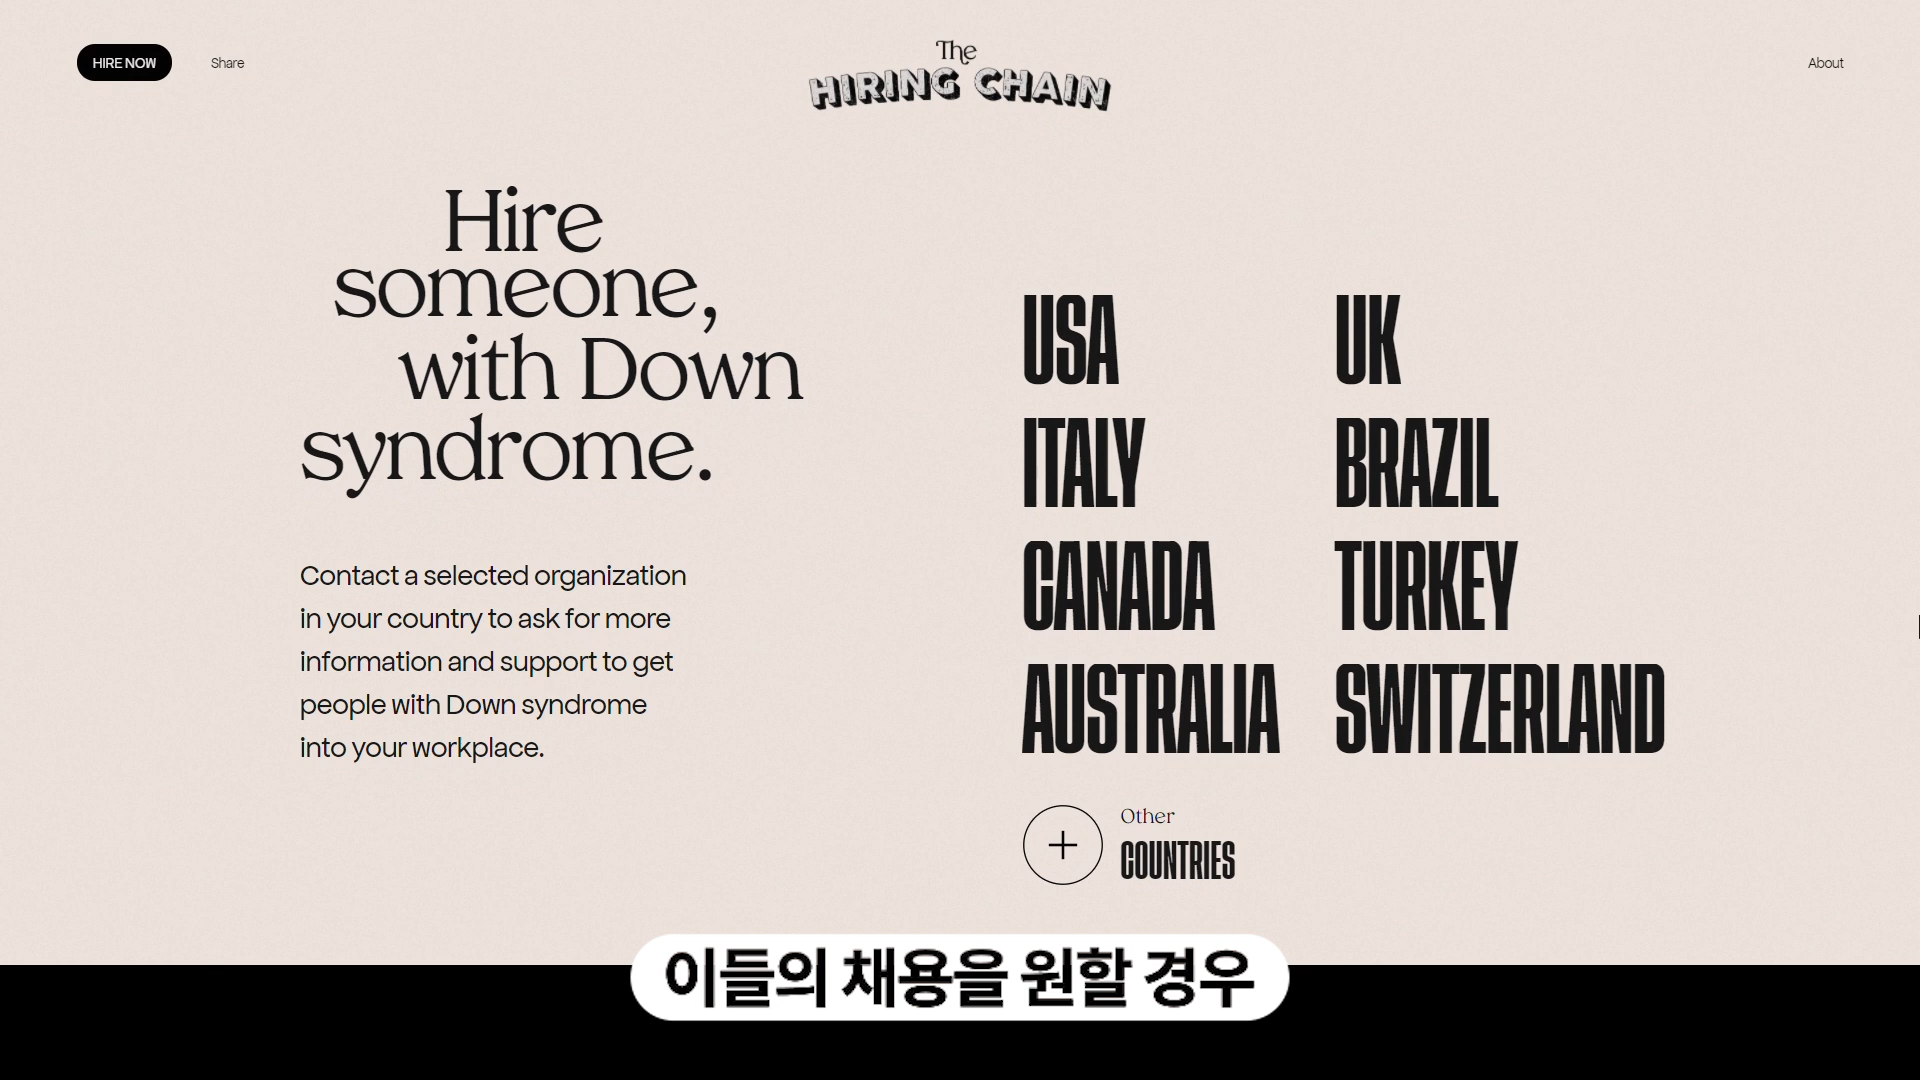 HIRE NOW
Share
The
HIRING CHAIN
About
Hire
someone,
with Down
syndrome.
Contact a selected organization
in your country to ask for more
information and support to get
people with Down syndrome
into your workplace.
USA
UK
ITALY
BRAZIL
CANADA
TURKEY
AUSTRALIA
SWITZERLAND
Other
COUNTRIES
이들의 채용을 원할 경우